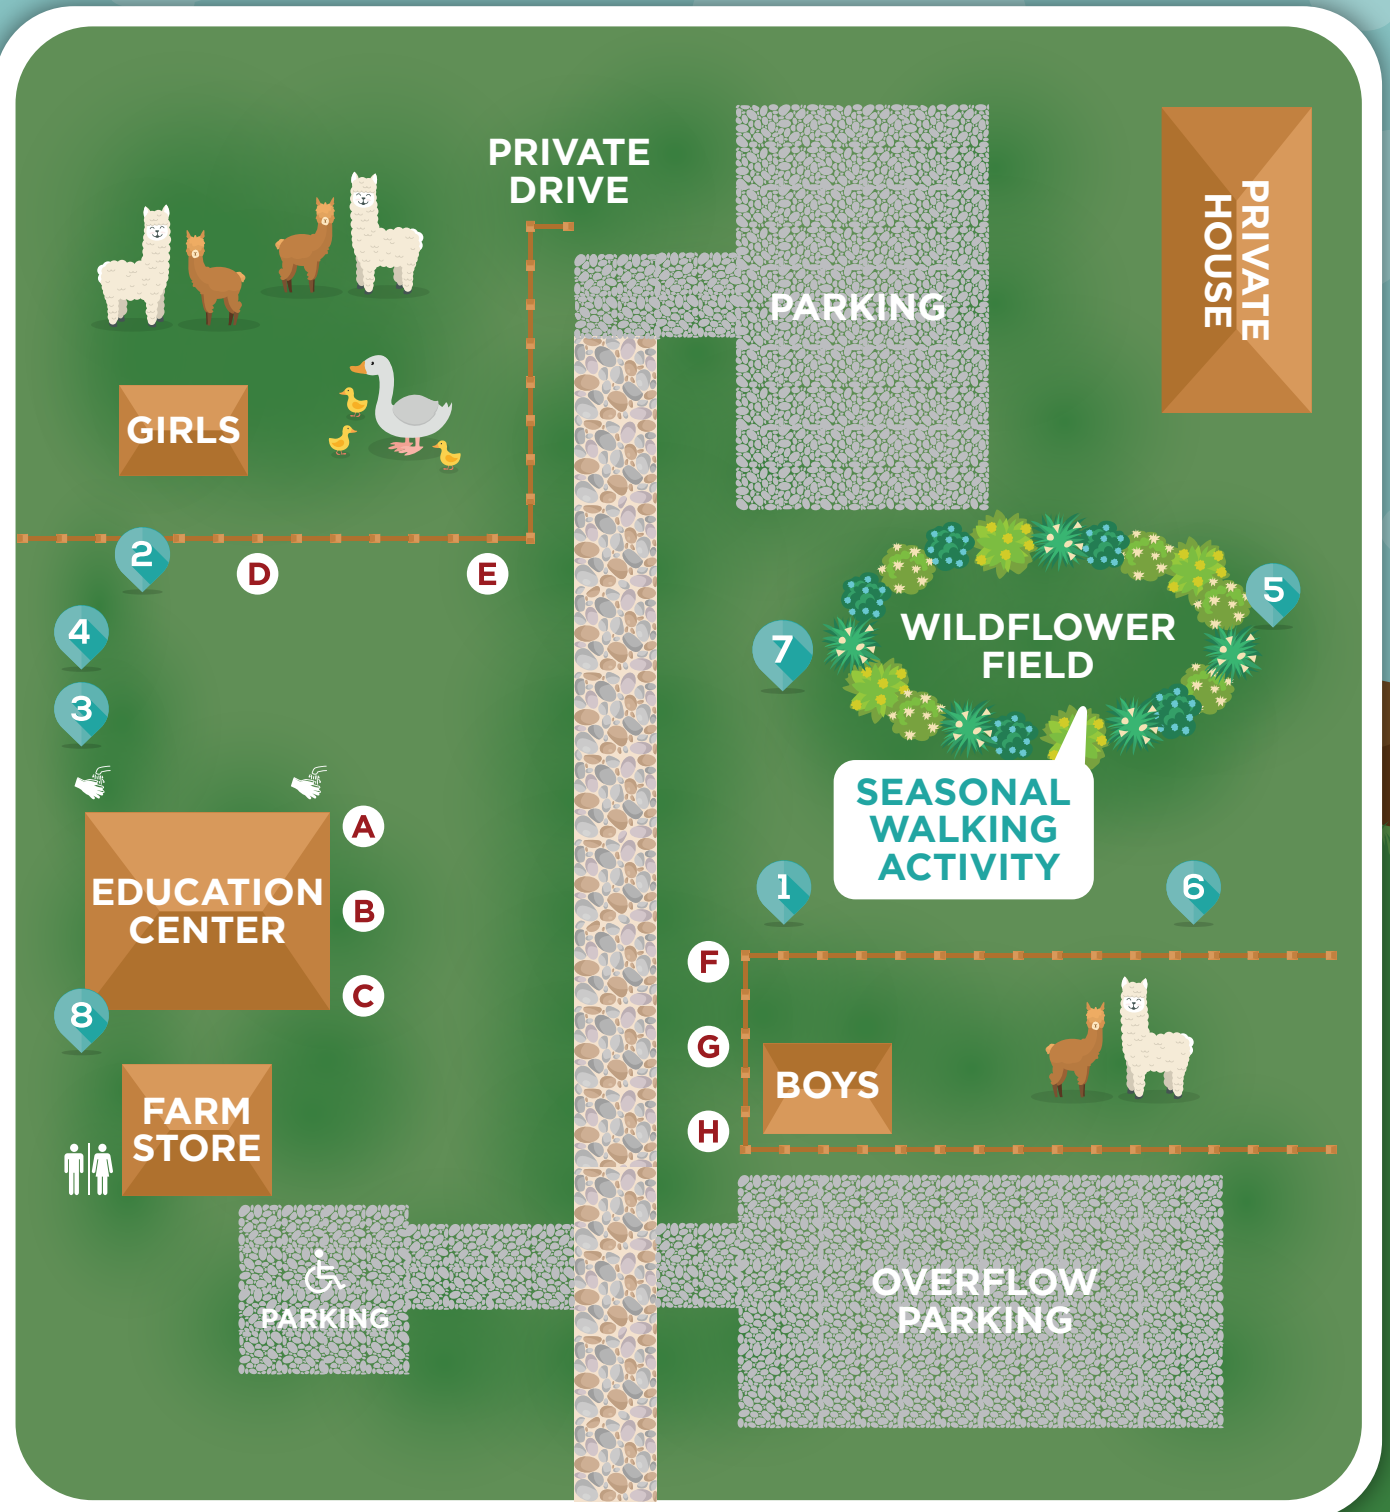 PRIVATE
DRIVE
PARKING
PRIVATE
HOUSE
GIRLS
2
D
E
4
3
5
7
WILDFLOWER
FIELD
SEASONAL
WALKING
ACTIVITY
A
EDUCATION
CENTER
B
C
8
1
6
F
G
H
BOYS
FARM
STORE
PARKING
OVERFLOW
PARKING